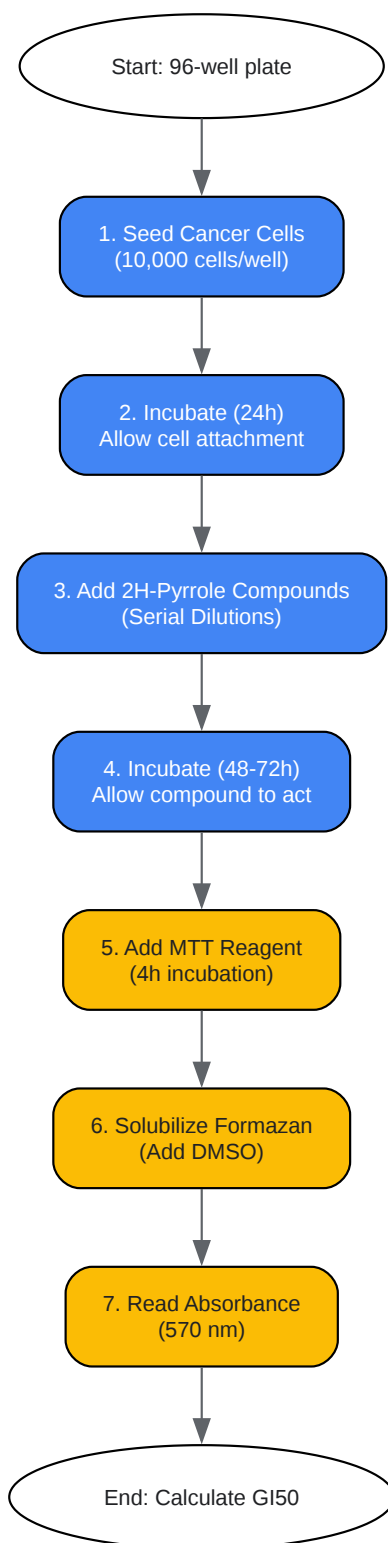 Start: 96-well plate
1. Seed Cancer Cells
(10,000 cells/well)
2. Incubate (24h)
Allow cell attachment
3. Add 2H-Pyrrole Compounds
(Serial Dilutions)
4. Incubate (48-72h)
Allow compound to act
5. Add MTT Reagent
(4h incubation)
6. Solubilize Formazan
(Add DMSO)
7. Read Absorbance
(570 nm)
End: Calculate GI50